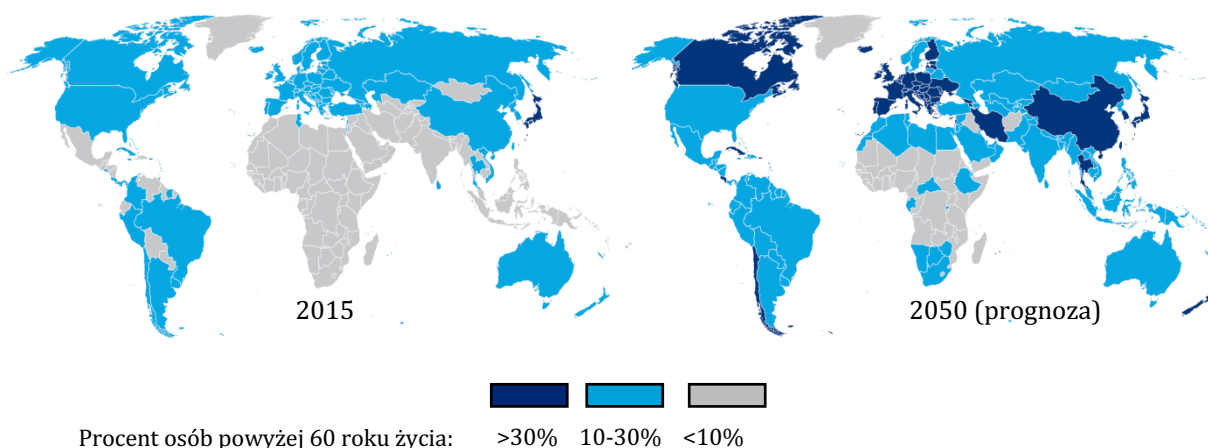 2015
2050 (prognoza)
Procent osób powyżej 60 roku życia: >30% 10-30% <10%